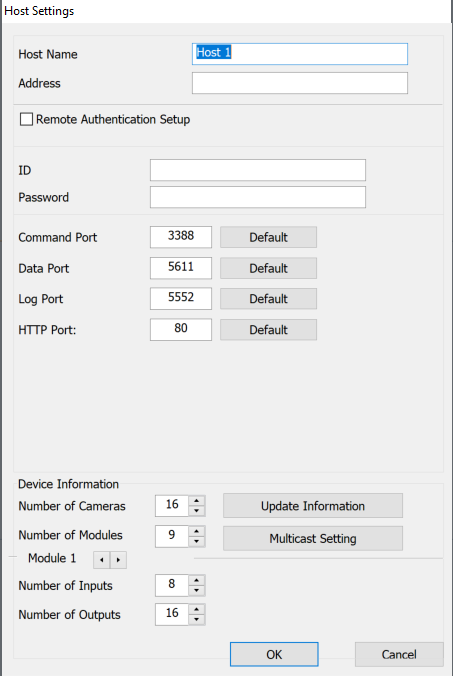 Host Settings
Host Name Host 1
Address
Remote Authentication Setup
ID
Password
Command Port 3388 Default
Data Port 5611 Default
Log Port 5552 Default
HTTP Port: 80 Default
Device Information
Number of Cameras 16 Update Information
Number of Modules 9 Multicast Setting
Module 1
Number of Inputs 8
Number of Outputs 16
OK Cancel